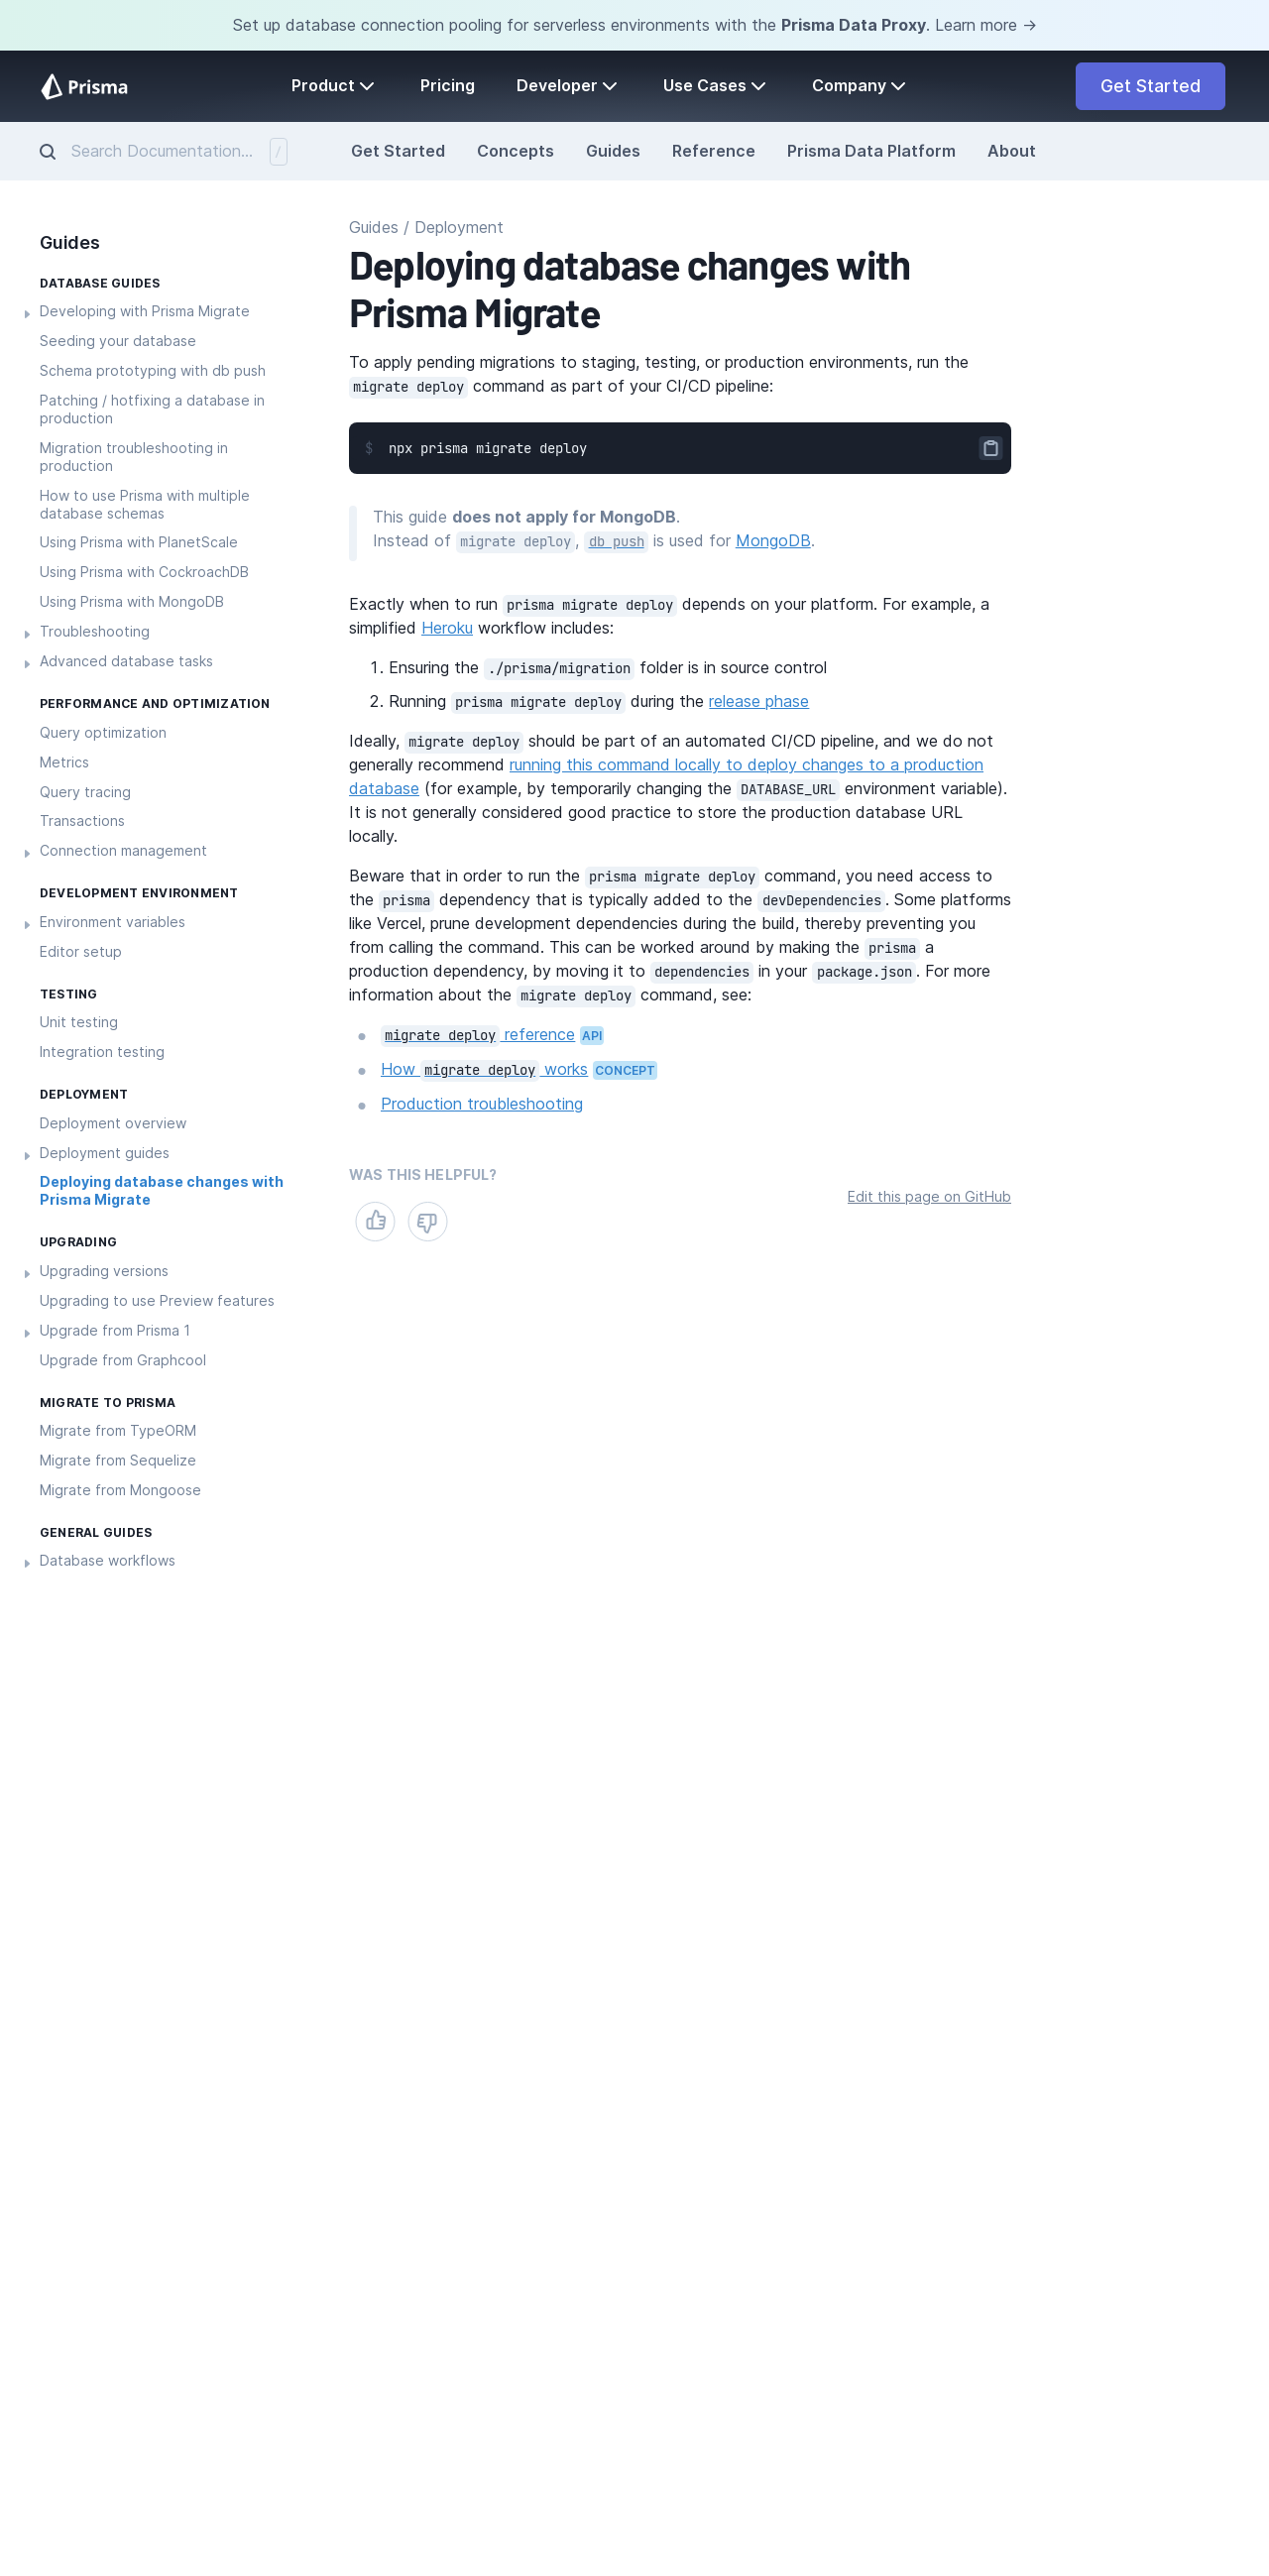 Set up database connection pooling for serverless environments with the Prisma Data Proxy. Learn more →
Prisma
Product
Pricing
Developer
Use Cases
Company
Get Started
Search Documentation... /
Get Started
Concepts
Guides
Reference
Prisma Data Platform
About
Guides
DATABASE GUIDES
Developing with Prisma Migrate
Seeding your database
Schema prototyping with db push
Patching / hotfixing a database in
production
Migration troubleshooting in
production
How to use Prisma with multiple
database schemas
Using Prisma with PlanetScale
Using Prisma with CockroachDB
Using Prisma with MongoDB
Troubleshooting
Advanced database tasks
PERFORMANCE AND OPTIMIZATION
Query optimization
Metrics
Query tracing
Transactions
Connection management
DEVELOPMENT ENVIRONMENT
Environment variables
Editor setup
TESTING
Unit testing
Integration testing
DEPLOYMENT
Deployment overview
Deployment guides
Deploying database changes with
Prisma Migrate
UPGRADING
Upgrading versions
Upgrading to use Preview features
Upgrade from Prisma 1
Upgrade from Graphcool
MIGRATE TO PRISMA
Migrate from TypeORM
Migrate from Sequelize
Migrate from Mongoose
GENERAL GUIDES
Database workflows
Guides / Deployment
Deploying database changes with
Prisma Migrate
To apply pending migrations to staging, testing, or production environments, run the
migrate deploy command as part of your CI/CD pipeline:
$ npx prisma migrate deploy
This guide does not apply for MongoDB.
Instead of migrate deploy, db push is used for MongoDB.
Exactly when to run prisma migrate deploy depends on your platform. For example, a
simplified Heroku workflow includes:
1. Ensuring the ./prisma/migration folder is in source control
2. Running prisma migrate deploy during the release phase
Ideally, migrate deploy should be part of an automated CI/CD pipeline, and we do not
generally recommend running this command locally to deploy changes to a production
database (for example, by temporarily changing the DATABASE_URL environment variable).
It is not generally considered good practice to store the production database URL
locally.
Beware that in order to run the prisma migrate deploy command, you need access to
the prisma dependency that is typically added to the devDependencies. Some platforms
like Vercel, prune development dependencies during the build, thereby preventing you
from calling the command. This can be worked around by making the prisma a
production dependency, by moving it to dependencies in your package.json. For more
information about the migrate deploy command, see:
migrate deploy reference API
How migrate deploy works CONCEPT
Production troubleshooting
WAS THIS HELPFUL?
Edit this page on GitHub